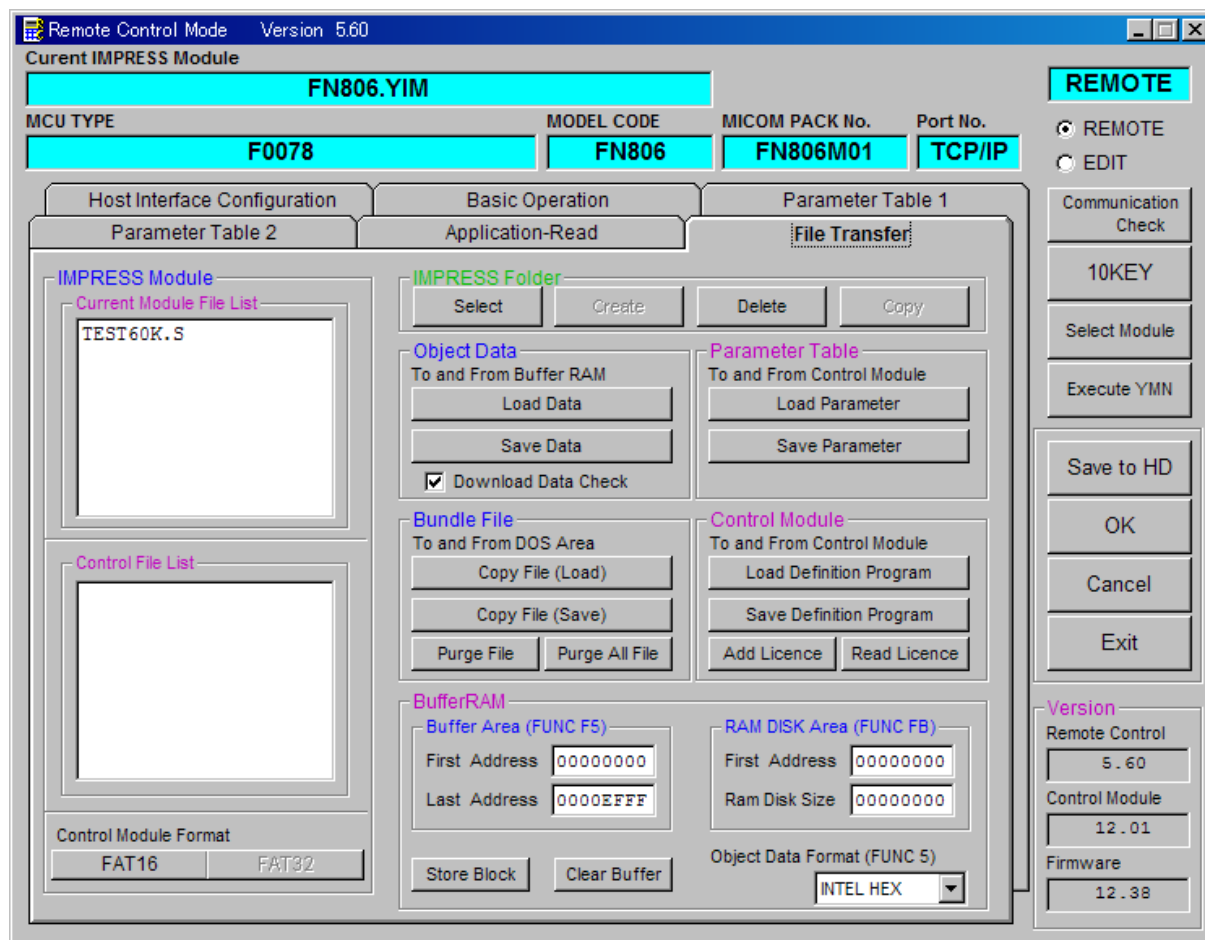 Remote Control Mode Version 5.60
Curent IMPRESS Module
FN806.YIM
REMOTE
MCU TYPE MODEL CODE MICOM PACK No. Port No.
F0078 FN806 FN806M01 TCP/IP
REMOTE
EDIT
Host Interface Configuration Basic Operation Parameter Table 1
Parameter Table 2 Application-Read File Transfer
IMPRESS Module
Current Module File List
TEST60K.S
Control File List
Control Module Format
FAT16 FAT32
IMPRESS Folder
Select Create Delete Copy
Object Data
To and From Buffer RAM
Load Data
Save Data
Download Data Check
Parameter Table
To and From Control Module
Load Parameter
Save Parameter
Bundle File
To and From DOS Area
Copy File (Load)
Copy File (Save)
Purge File Purge All File
Control Module
To and From Control Module
Load Definition Program
Save Definition Program
Add Licence Read Licence
BufferRAM
Buffer Area (FUNC F5)
First Address 00000000
Last Address 0000EFFF
RAM DISK Area (FUNC FB)
First Address 00000000
Ram Disk Size 00000000
Store Block Clear Buffer
Object Data Format (FUNC 5)
INTEL HEX
Communication
Check
10KEY
Select Module
Execute YMN
Save to HD
OK
Cancel
Exit
Version
Remote Control
5.60
Control Module
12.01
Firmware
12.38